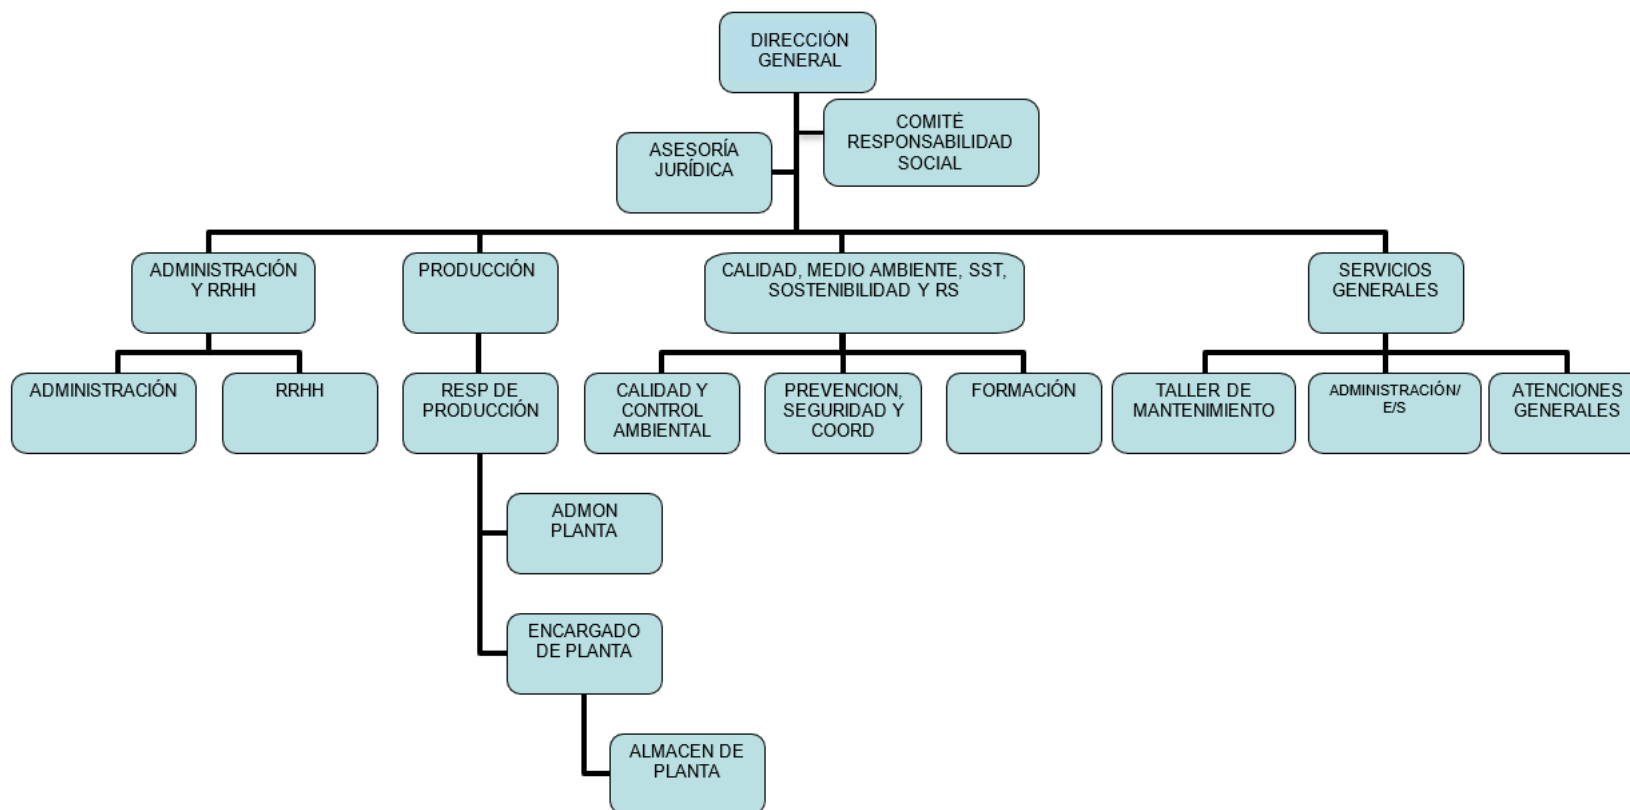 DIRECCIÓN
GENERAL
COMITÉ
RESPONSABILIDAD
SOCIAL
ASESORÍA
JURÍDICA
ADMINISTRACIÓN
Y RRHH
PRODUCCIÓN
CALIDAD, MEDIO AMBIENTE, SST,
SOSTENIBILIDAD Y RS
SERVICIOS
GENERALES
ADMINISTRACIÓN
RRHH
RESP DE
PRODUCCIÓN
CALIDAD Y
CONTROL
AMBIENTAL
PREVENCION,
SEGURIDAD Y
COORD
FORMACIÓN
TALLER DE
MANTENIMIENTO
ADMINISTRACIÓN/
E/S
ATENCIONES
GENERALES
ADMON
PLANTA
ENCARGADO
DE PLANTA
ALMACEN DE
PLANTA